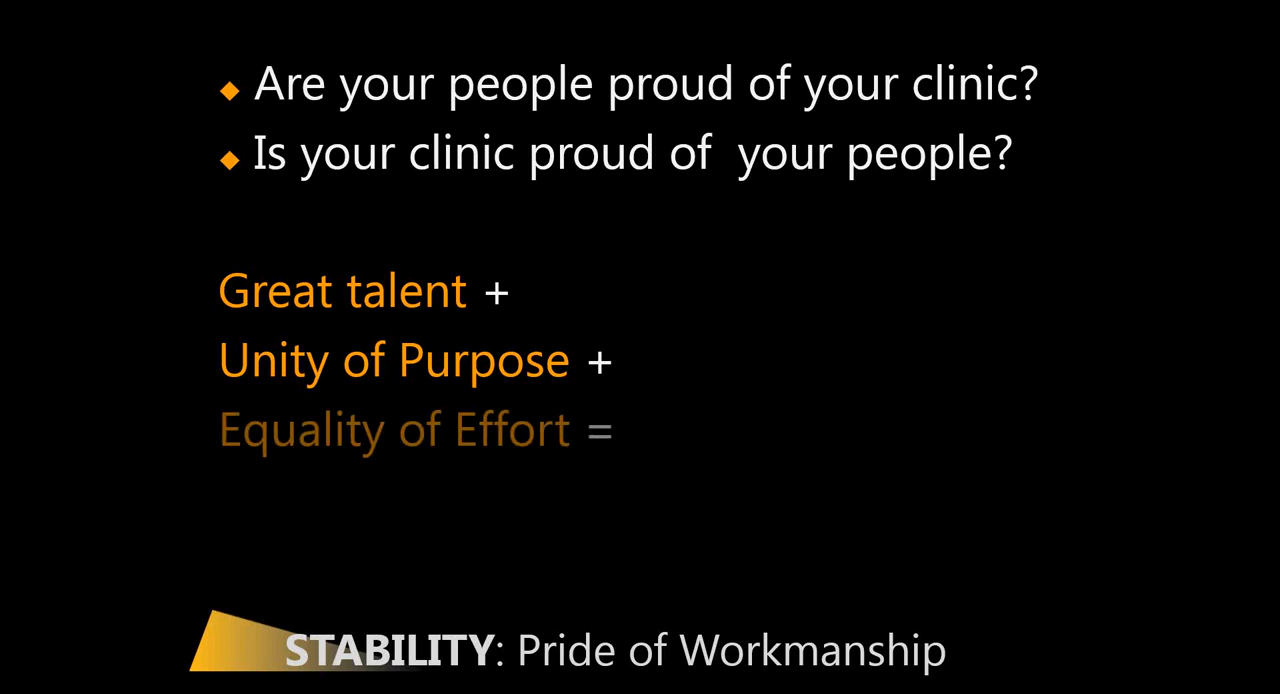 Are your people proud of your clinic?
Is your clinic proud of your people?
Great talent +
Unity of Purpose +
Equality of Effort =
STABILITY: Pride of Workmanship